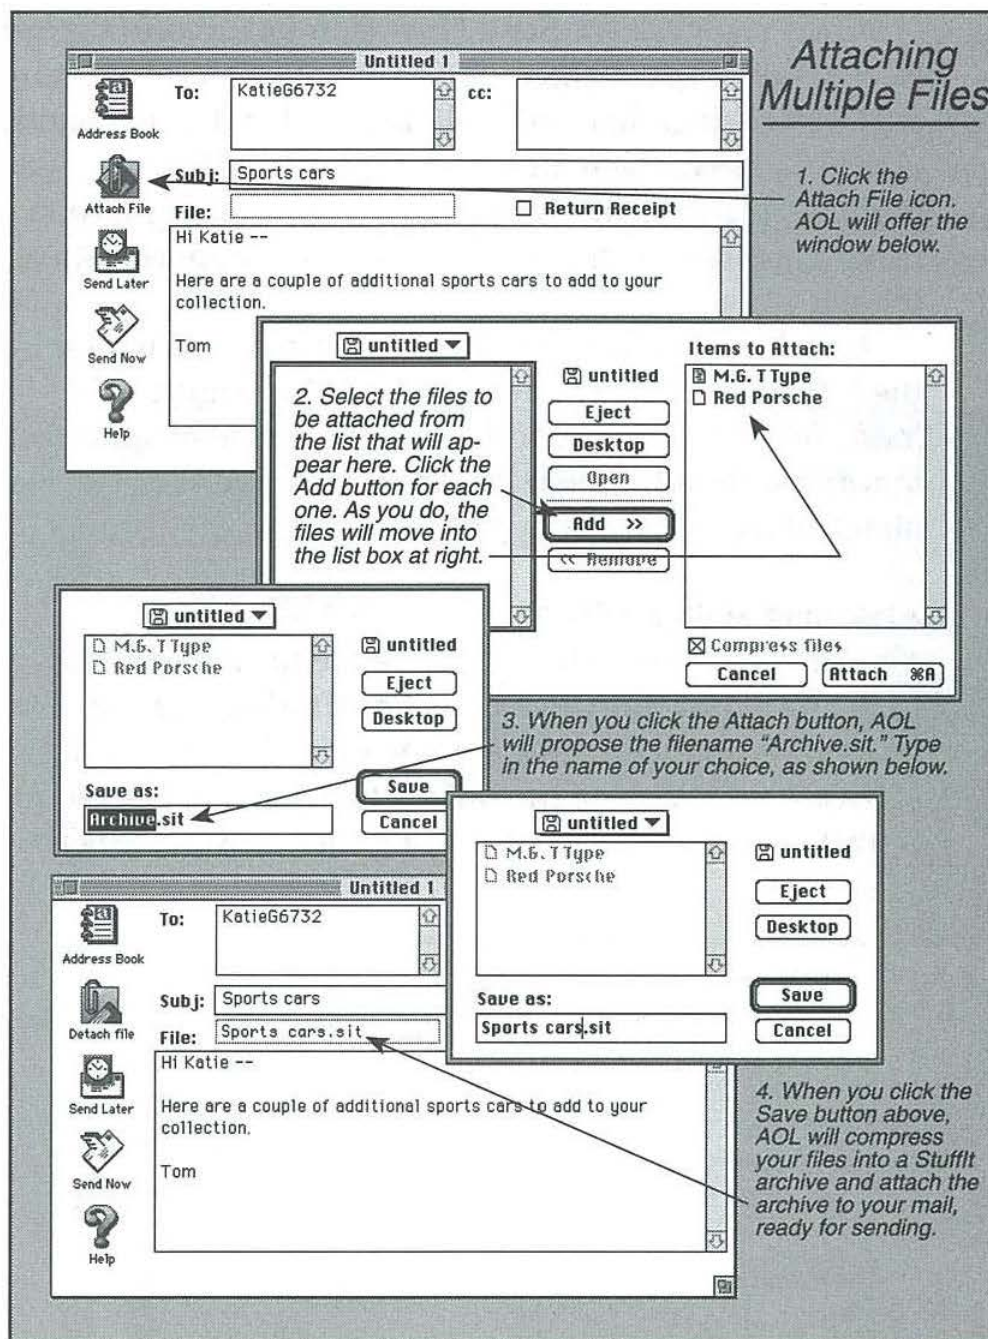 Attaching
Multiple Files
Untitled 1
Address Book
To:
KatieG6732
cc:
Attach File
Subj:
Sports cars
File:
Return Receipt
Send Later
Hi Katie --
Here are a couple of additional sports cars to add to your
collection.
Tom
Send Now
Help
1. Click the
Attach File icon.
AOL will offer the
window below.
untitled
untitled
Eject
Desktop
Open
Add >>
<< Remove
Items to Attach:
M.G. T Type
Red Porsche
Compress files
Cancel
Attach ⌘A
2. Select the files to
be attached from
the list that will ap-
pear here. Click the
Add button for each
one. As you do, the
files will move into
the list box at right.
untitled
M.G. T Type
Red Porsche
untitled
Eject
Desktop
Save as:
Archive.sit
Save
Cancel
3. When you click the Attach button, AOL
will propose the filename “Archive.sit.” Type
in the name of your choice, as shown below.
untitled
M.G. T Type
Red Porsche
untitled
Eject
Desktop
Save as:
Sports cars.sit
Save
Cancel
Untitled 1
Address Book
To:
KatieG6732
Detach file
Subj:
Sports cars
File:
Sports cars.sit
Send Later
Hi Katie --
Here are a couple of additional sports cars to add to your
collection.
Tom
Send Now
Help
4. When you click the
Save button above,
AOL will compress
your files into a StuffIt
archive and attach the
archive to your mail,
ready for sending.